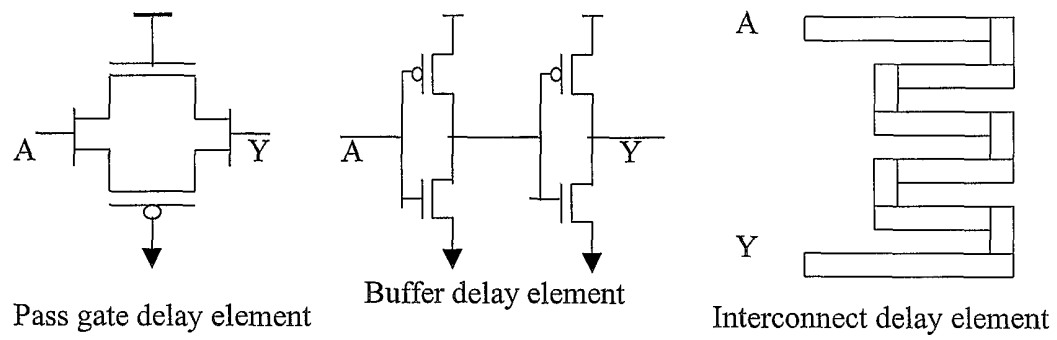 A
Y
Pass gate delay element
A
Y
Buffer delay element
A
Y
Interconnect delay element